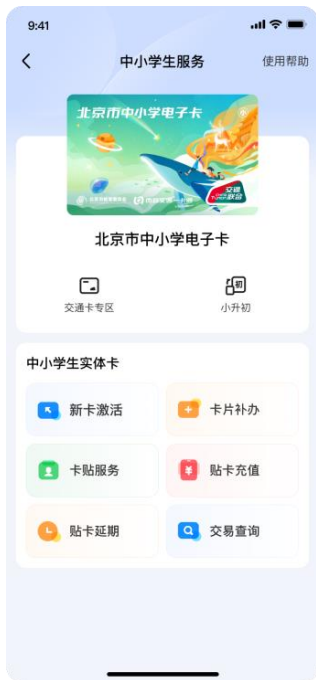 9:41
中小学生服务
使用帮助
北京市中小学电子卡
交通
联合
北京市中小学电子卡
交通卡专区
小升初
中小学生实体卡
新卡激活
卡片补办
卡贴服务
贴卡充值
贴卡延期
交易查询